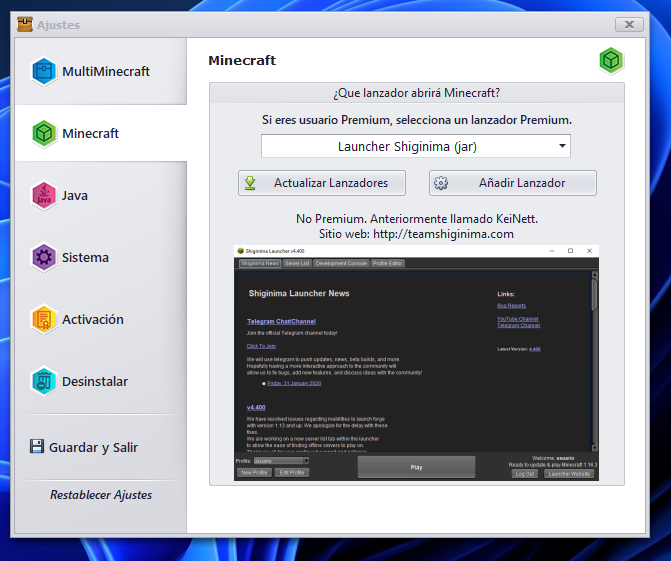 Ajustes
MultiMinecraft
Minecraft
Java
Java
Sistema
Activación
Desinstalar
Guardar y Salir
Restablecer Ajustes
Minecraft
¿Que lanzador abrirá Minecraft?
Si eres usuario Premium, selecciona un lanzador Premium.
Launcher Shiginima (jar)
Actualizar Lanzadores
Añadir Lanzador
No Premium. Anteriormente llamado KeiNett.
Sitio web: http://teamshiginima.com
Shiginima Launcher v4.400
Shiginima News
Server List
Development Console
Profile Editor
Shiginima Launcher News
Telegram Chat/Channel
Join the official Telegram channel today!
Click To Join
We will use telegram to push updates, news, beta builds, and more.
Hopefully having a more interactive approach to the community will
allow us to fix bugs, add new features, and discuss ideas with the community!
Friday, 31 January 2020
v4.400
We have resolved issues regarding inabilities to launch forge
with version 1.13 and up. We apologize for the delay with these
fixes.
We are working on a new server list tab within the launcher
to allow the ease of finding offline servers to play on.
Links:
Bug Reports
YouTube Channel
Telegram Channel
Latest Version: 4.400
Profile: usuario
New Profile
Edit Profile
Play
Welcome, usuario
Ready to update & play Minecraft 1.16.3
Log Out
Launcher Website